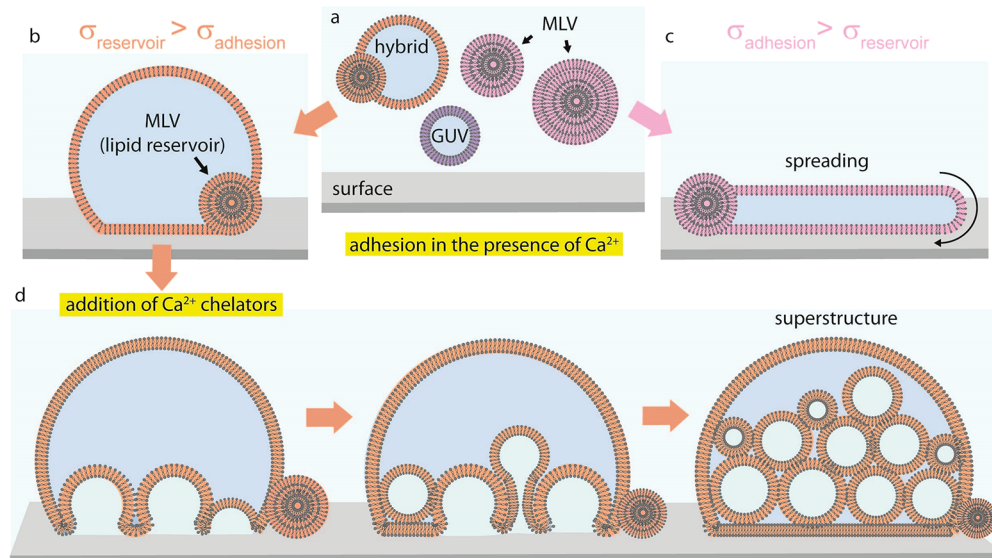 a
hybrid
MLV
GUV
surface
adhesion in the presence of Ca²⁺
b
σreservoir > σadhesion
MLV
(lipid reservoir)
c
σadhesion > σreservoir
spreading
d
addition of Ca²⁺ chelators
superstructure